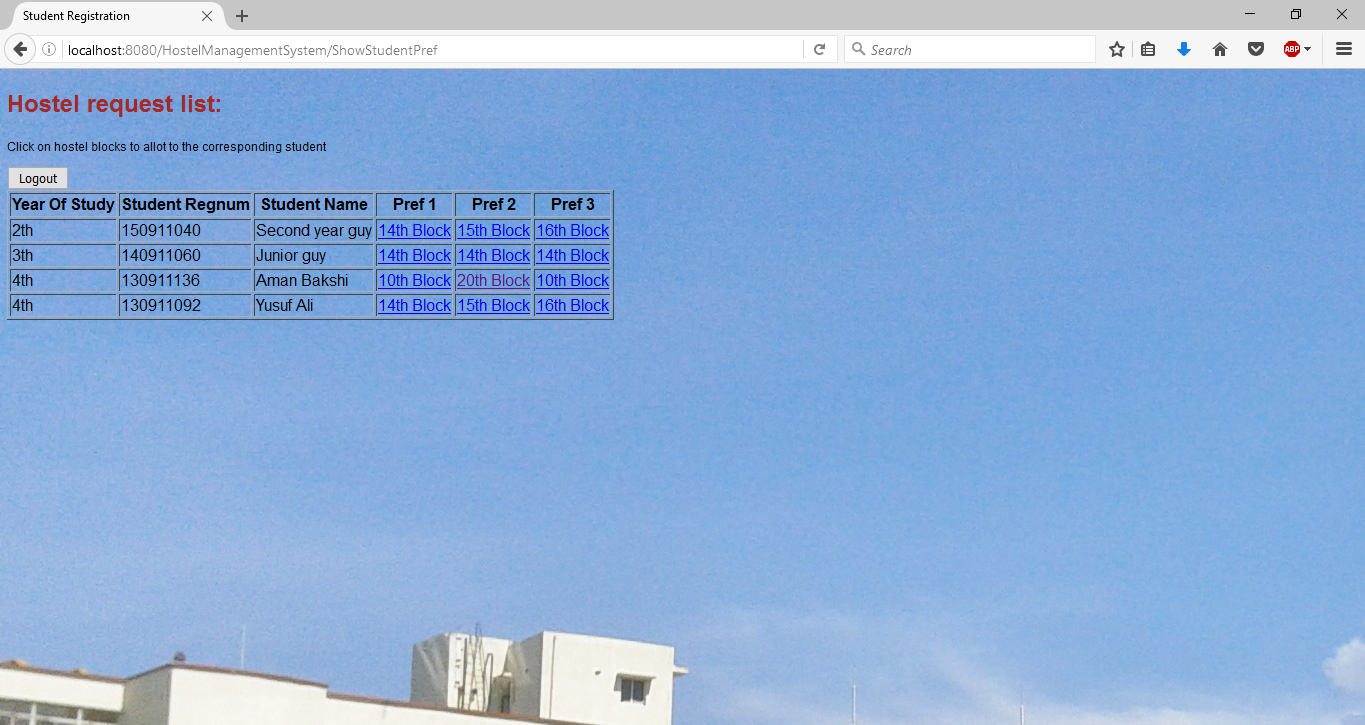 Student Registration
localhost:8080/HostelManagementSystem/ShowStudentPref
Search
ABP
Hostel request list:
Click on hostel blocks to allot to the corresponding student
Logout
Year Of Study Student Regnum Student Name Pref 1 Pref 2 Pref 3
2th 150911040 Second year guy 14th Block 15th Block 16th Block
3th 140911060 Junior guy 14th Block 14th Block 14th Block
4th 130911136 Aman Bakshi 10th Block 20th Block 10th Block
4th 130911092 Yusuf Ali 14th Block 15th Block 16th Block